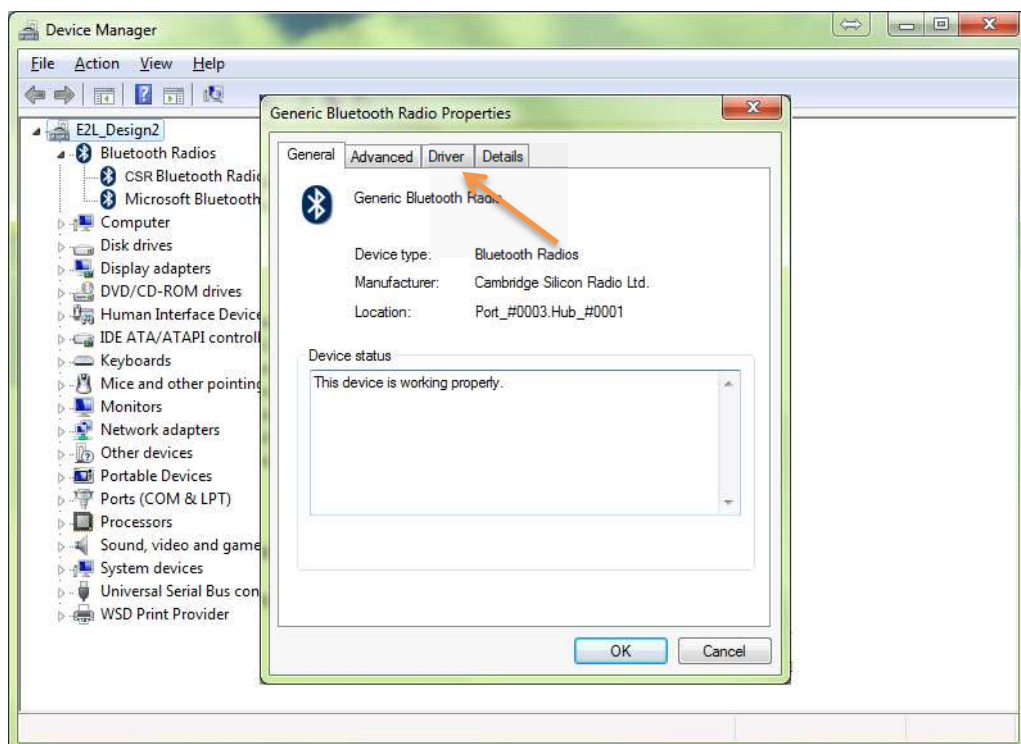 Device Manager
File Action View Help
E2L_Design2
Bluetooth Radios
CSR Bluetooth Radio
Microsoft Bluetooth
Computer
Disk drives
Display adapters
DVD/CD-ROM drives
Human Interface Device
IDE ATA/ATAPI controll
Keyboards
Mice and other pointing
Monitors
Network adapters
Other devices
Portable Devices
Ports (COM & LPT)
Processors
Sound, video and game
System devices
Universal Serial Bus con
WSD Print Provider
Generic Bluetooth Radio Properties
General Advanced Driver Details
Generic Bluetooth Radio
Device type: Bluetooth Radios
Manufacturer: Cambridge Silicon Radio Ltd.
Location: Port_#0003.Hub_#0001
Device status
This device is working properly.
OK Cancel